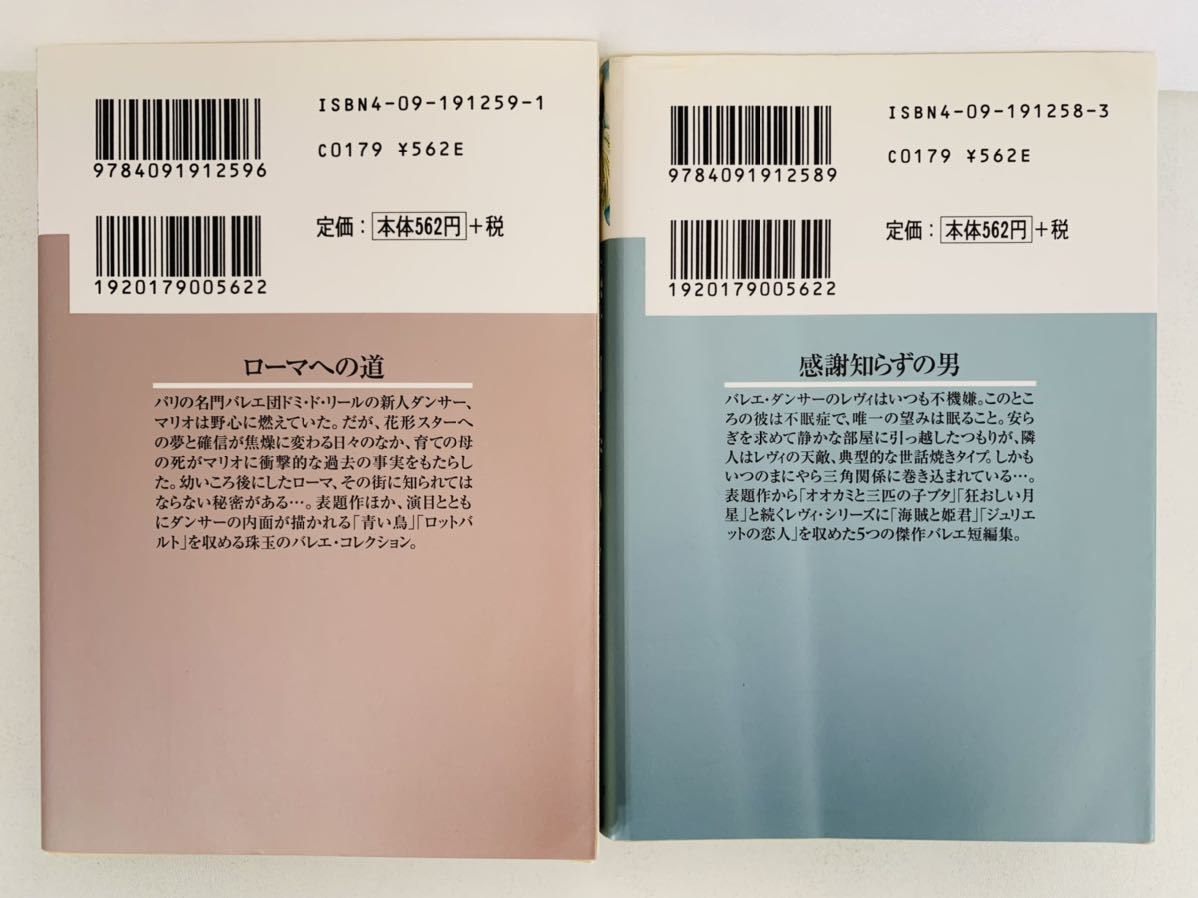 ISBN4-09-191259-1
9784091912596
C0179 ¥562E
定価：本体562円+税
1920179005622
ローマへの道
パリの名門バレエ団ドミ・ド・リールの新人ダンサー、
マリオは野心に燃えていた。だが、花形スターへ
の夢と確信が焦燥に変わる日々のなか、育ての母
の死がマリオに衝撃的な過去の事実をもたらし
た。幼いころ後にしたローマ、その街に知られては
ならない秘密がある…。表題作ほか、演目ととも
にダンサーの内面が描かれる「青い鳥」「ロットバ
ルト」を収める珠玉のバレエ・コレクション。
ISBN4-09-191258-3
9784091912589
C0179 ¥562E
定価：本体562円+税
1920179005622
感謝知らずの男
バレエ・ダンサーのレヴィはいつも不機嫌。このとこ
ろの彼は不眠症で、唯一の望みは眠ること。安ら
ぎを求めて静かな部屋に引っ越したつもりが、隣
人はレヴィの天敵、典型的な世話焼きタイプ。しかも
いつのまにやら三角関係に巻き込まれている…。
表題作から「オオカミと三匹の子ブタ」「狂おしい月
星」と続くレヴィ・シリーズに「海賊と姫君」「ジュリエ
ットの恋人」を収めた5つの傑作バレエ短編集。